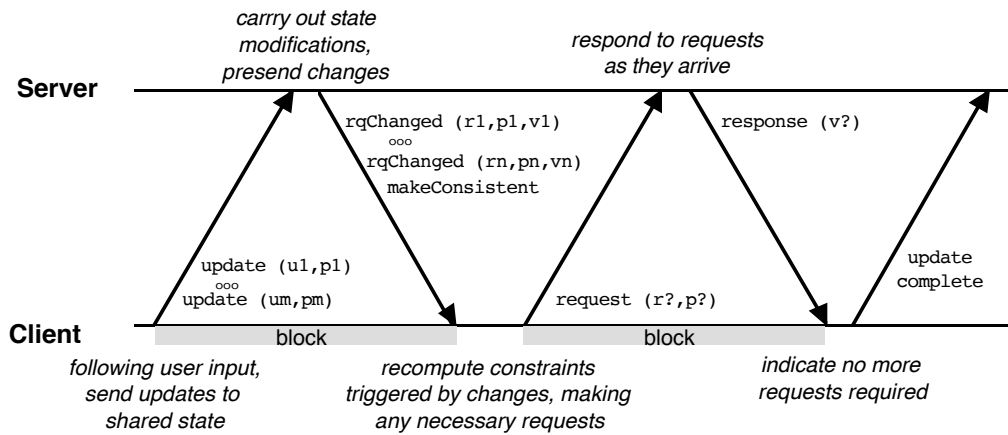 carrry out state
modifications,
presend changes
respond to requests
as they arrive
Server
rqChanged (r1,p1,v1)
ooo
rqChanged (rn,pn,vn)
makeConsistent
response (v?)
update (u1,p1)
ooo
update (um,pm)
request (r?,p?)
update
complete
Client
block
block
following user input,
send updates to
shared state
recompute constraints
triggered by changes, making
any necessary requests
indicate no more
requests required